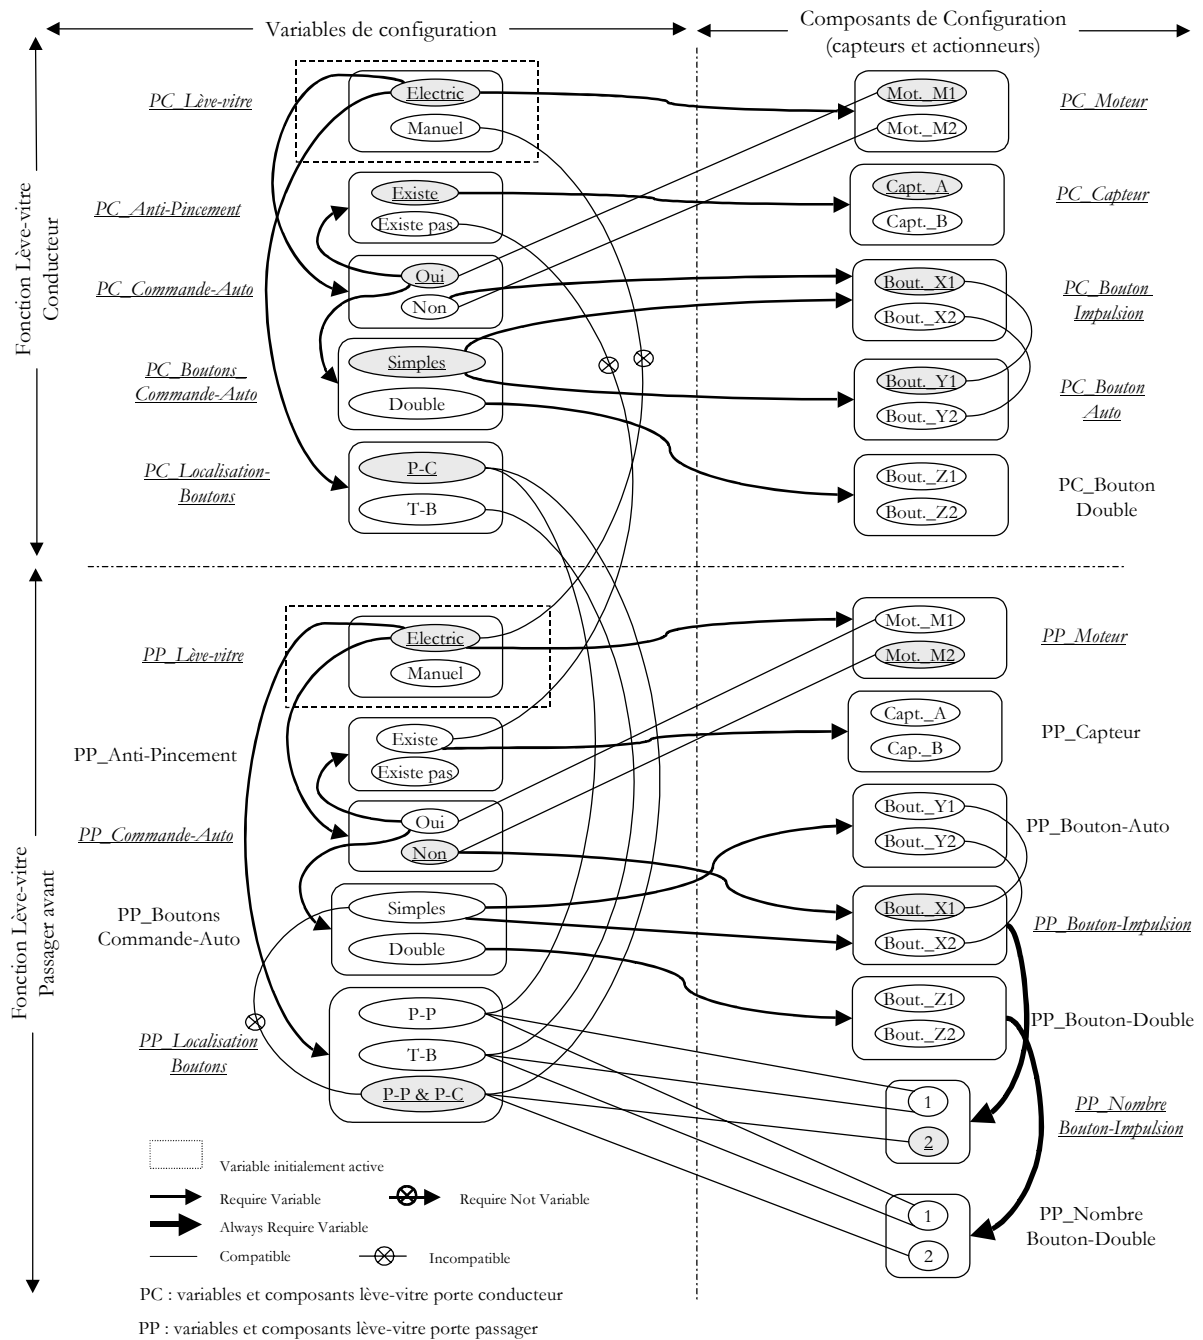 Variables de configuration
Composants de Configuration
(capteurs et actionneurs)
Fonction Lève-vitre
Conducteur
PC_Lève-vitre
Electric
Manuel
Mot._M1
Mot._M2
PC_Moteur
PC_Anti-Pincement
Existe
Existe pas
Capt._A
Capt._B
PC_Capteur
PC_Commande-Auto
Oui
Non
Bout._X1
Bout._X2
PC_Bouton
Impulsion
PC_Boutons
Commande-Auto
Simples
Double
Bout._Y1
Bout._Y2
PC_Bouton
Auto
PC_Localisation-
Boutons
P-C
T-B
Bout._Z1
Bout._Z2
PC_Bouton
Double
Fonction Lève-vitre
Passager avant
PP_Lève-vitre
Electric
Manuel
Mot._M1
Mot._M2
PP_Moteur
PP_Anti-Pincement
Existe
Existe pas
Capt._A
Cap._B
PP_Capteur
PP_Commande-Auto
Oui
Non
Bout._Y1
Bout._Y2
PP_Bouton-Auto
PP_Boutons
Commande-Auto
Simples
Double
Bout._X1
Bout._X2
PP_Bouton-Impulsion
PP_Localisation
Boutons
P-P
T-B
P-P & P-C
Bout._Z1
Bout._Z2
PP_Bouton-Double
1
2
PP_Nombre
Bouton-Impulsion
1
2
PP_Nombre
Bouton-Double
Variable initialement active
Require Variable
Require Not Variable
Always Require Variable
Compatible
Incompatible
PC : variables et composants lève-vitre porte conducteur
PP : variables et composants lève-vitre porte passager